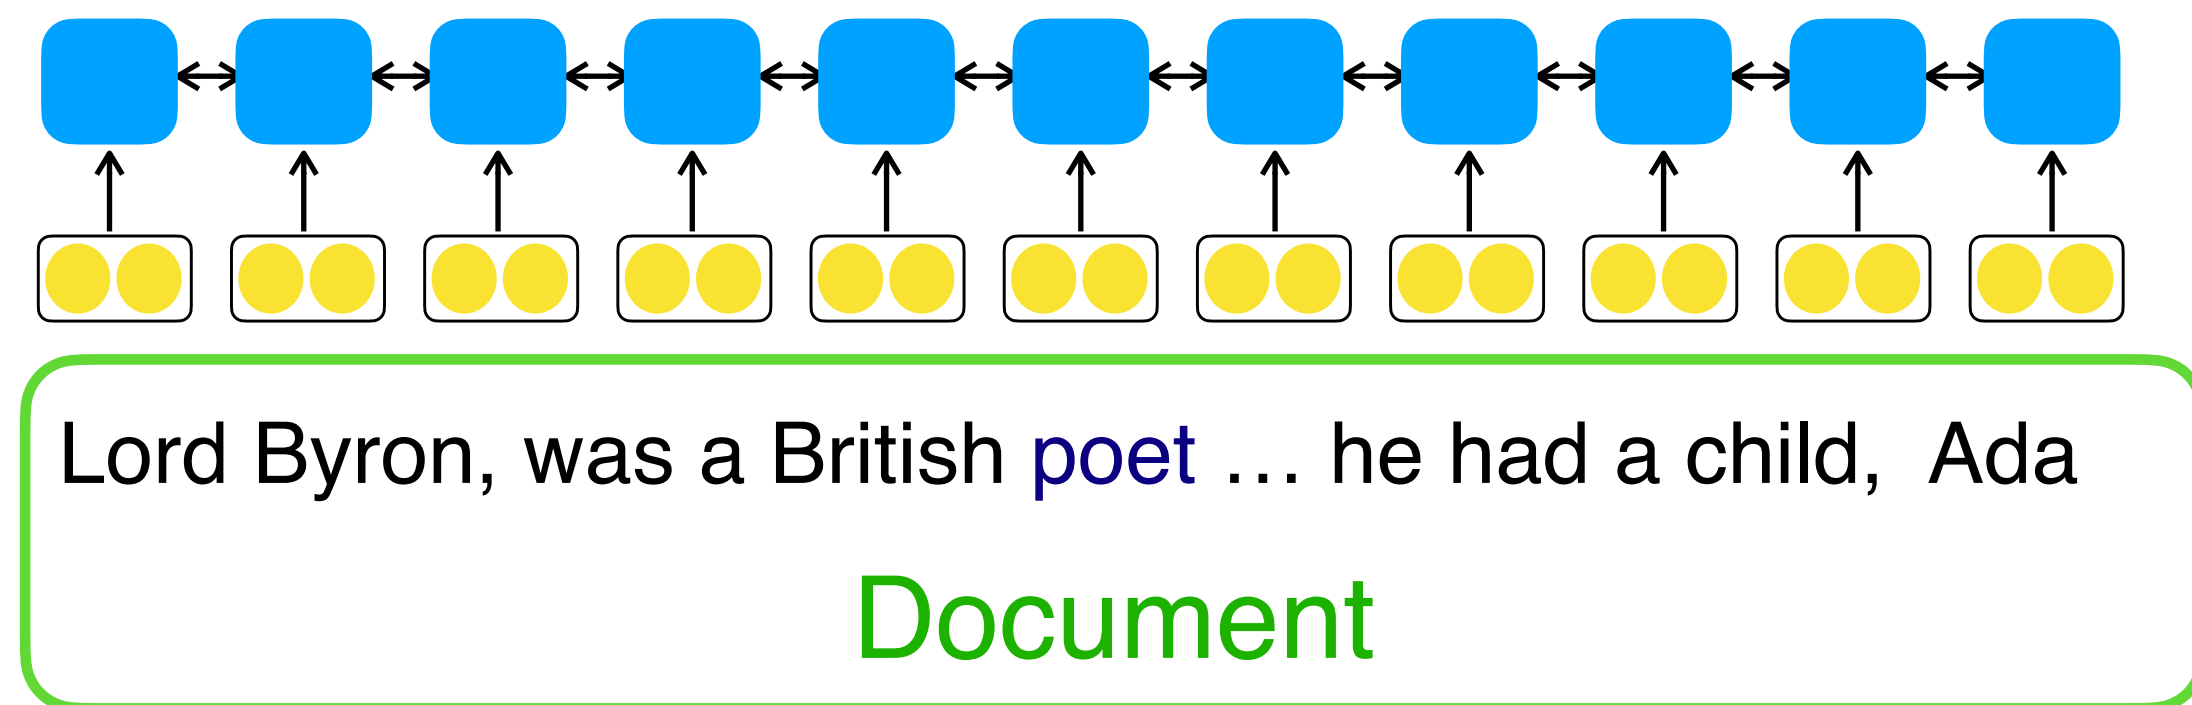 Lord Byron, was a British poet … he had a child, Ada
Document